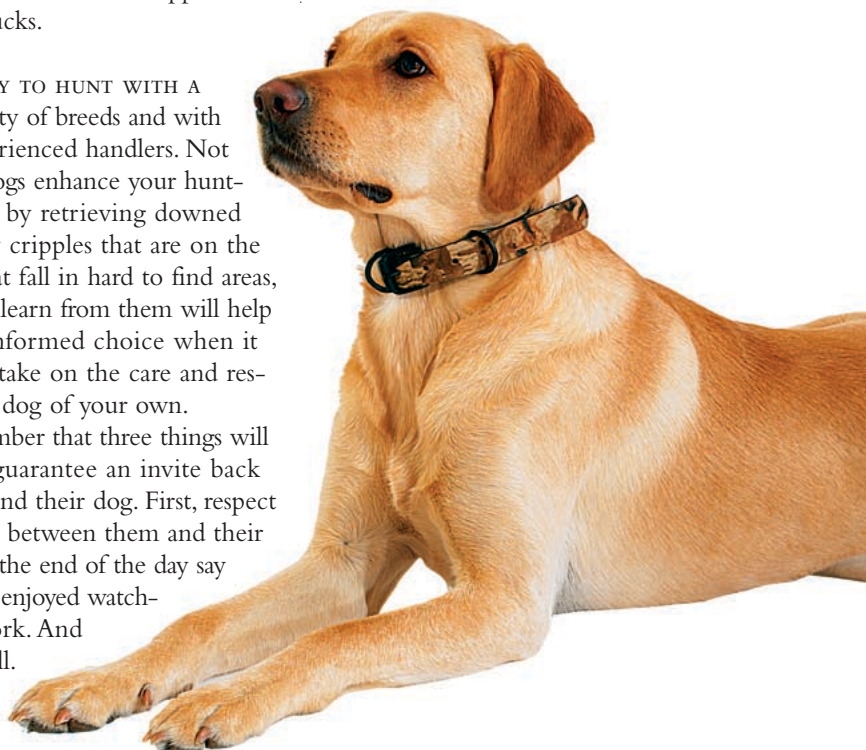 ucks.
Y TO HUNT WITH A
ty of breeds and with
rienced handlers. Not
ogs enhance your hunt-
by retrieving downed
cripples that are on the
t fall in hard to find areas,
learn from them will help
nformed choice when it
take on the care and res-
dog of your own.
mber that three things will
guarantee an invite back
nd their dog. First, respect
between them and their
the end of the day say
enjoyed watch-
ork. And
ll.